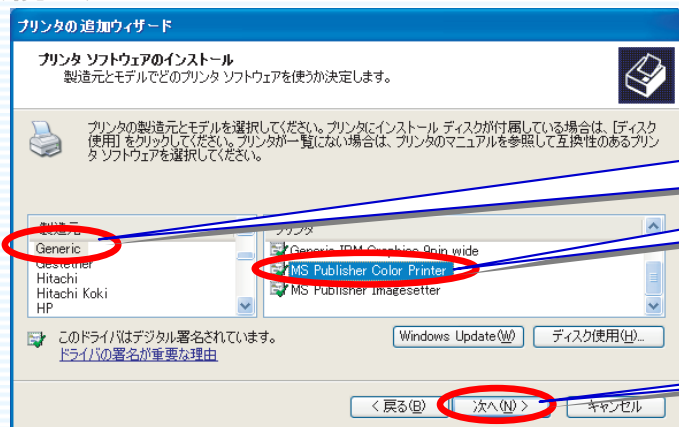 プリンタの追加ウィザード
プリンタ ソフトウェアのインストール
製造元とモデルでどのプリンタ ソフトウェアを使うか決定します。
プリンタの製造元とモデルを選択してください。プリンタにインストール ディスクが付属している場合は、[ディスク
使用] をクリックしてください。プリンタが一覧にない場合は、プリンタのマニュアルを参照して互換性のあるプリン
タ ソフトウェアを選択してください。
製造元
Generic
Gestetner
Hitachi
Hitachi Koki
HP
プリンタ
Generic IBM Graphics 9pin wide
MS Publisher Color Printer
MS Publisher Imagesetter
このドライバはデジタル署名されています。
ドライバの署名が重要な理由
Windows Update(W)
ディスク使用(H)...
< 戻る(B)
次へ(N) >
キャンセル